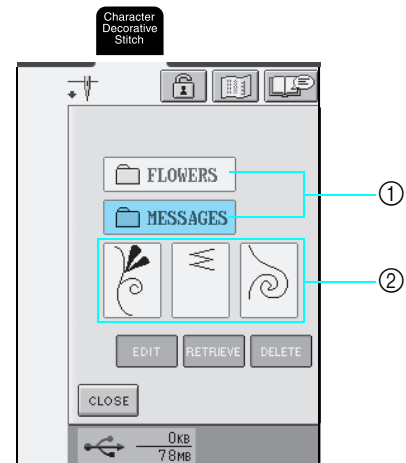 Character
Decorative
Stitch
FLOWERS
①
MESSAGES
②
EDIT RETRIEVE DELETE
CLOSE
0KB
78MB